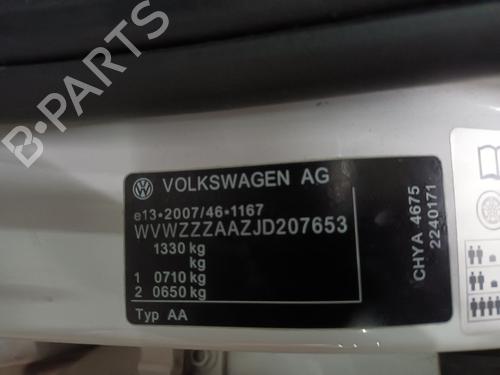 B-PARTS
VOLKSWAGEN AG
e13*2007/46*1167
WVWZZZAAZJD207653
1330 kg
kg
1 0710 kg
2 0650 kg
Typ AA
CHYA 4675
2240171